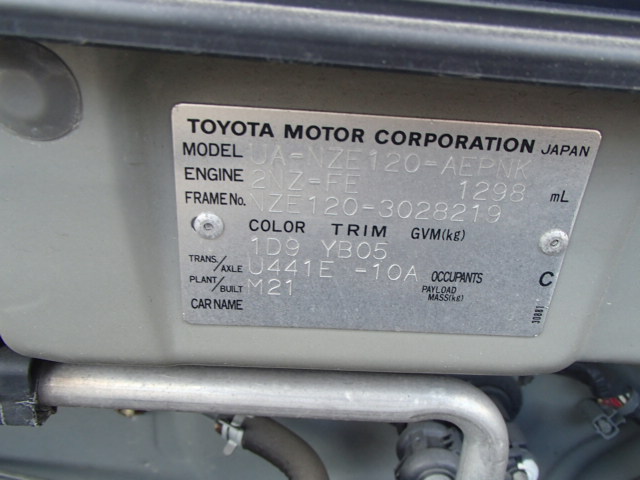 TOYOTA MOTOR CORPORATION JAPAN
MODEL UA-NZE120-AEPNK
ENGINE 2NZ-FE 1298 mL
FRAME No. NZE120-3028219
COLOR TRIM GVM(kg)
1D9 YB05
TRANS/AXLE U441E -10A OCCUPANTS C
PLANT/BUILT M21 PAYLOAD MASS(kg)
CAR NAME
30881